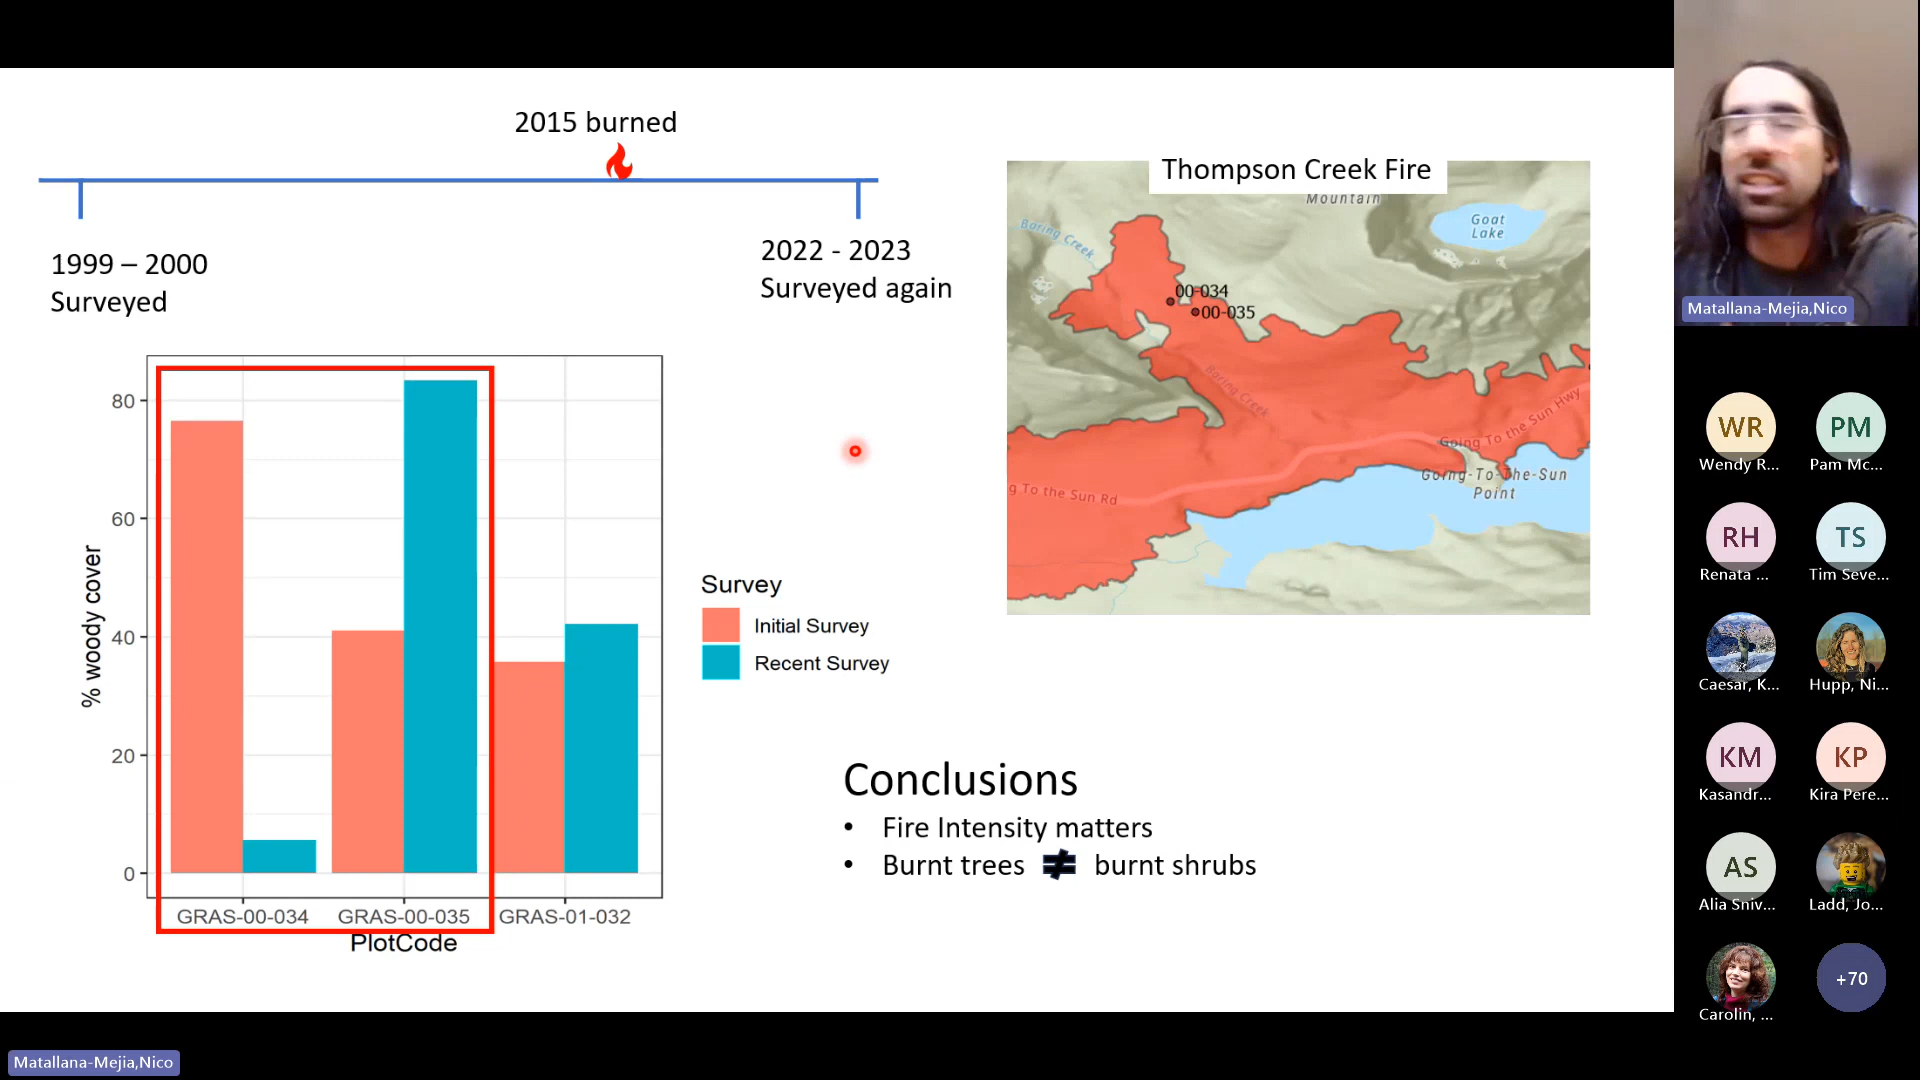 2015 burned
1999 – 2000
Surveyed
2022 - 2023
Surveyed again
Thompson Creek Fire
Mountain
Goat
Lake
Baring Creek
00-034
00-035
Baring Creek
Going To the Sun Hwy
Going-To-The-Sun
Point
g To the Sun Rd
80
60
40
20
0
% woody cover
GRAS-00-034
GRAS-00-035
GRAS-01-032
PlotCode
Survey
Initial Survey
Recent Survey
Conclusions
• Fire Intensity matters
• Burnt trees ≠ burnt shrubs
Matallana-Mejia,Nico
WR
Wendy R...
PM
Pam Mc...
RH
Renata ...
TS
Tim Seve...
Caesar, K...
Hupp, Ni...
KM
Kasandr...
KP
Kira Pere...
AS
Alia Sniv...
Ladd, Jo...
Carolin, ...
+70
Matallana-Mejia,Nico